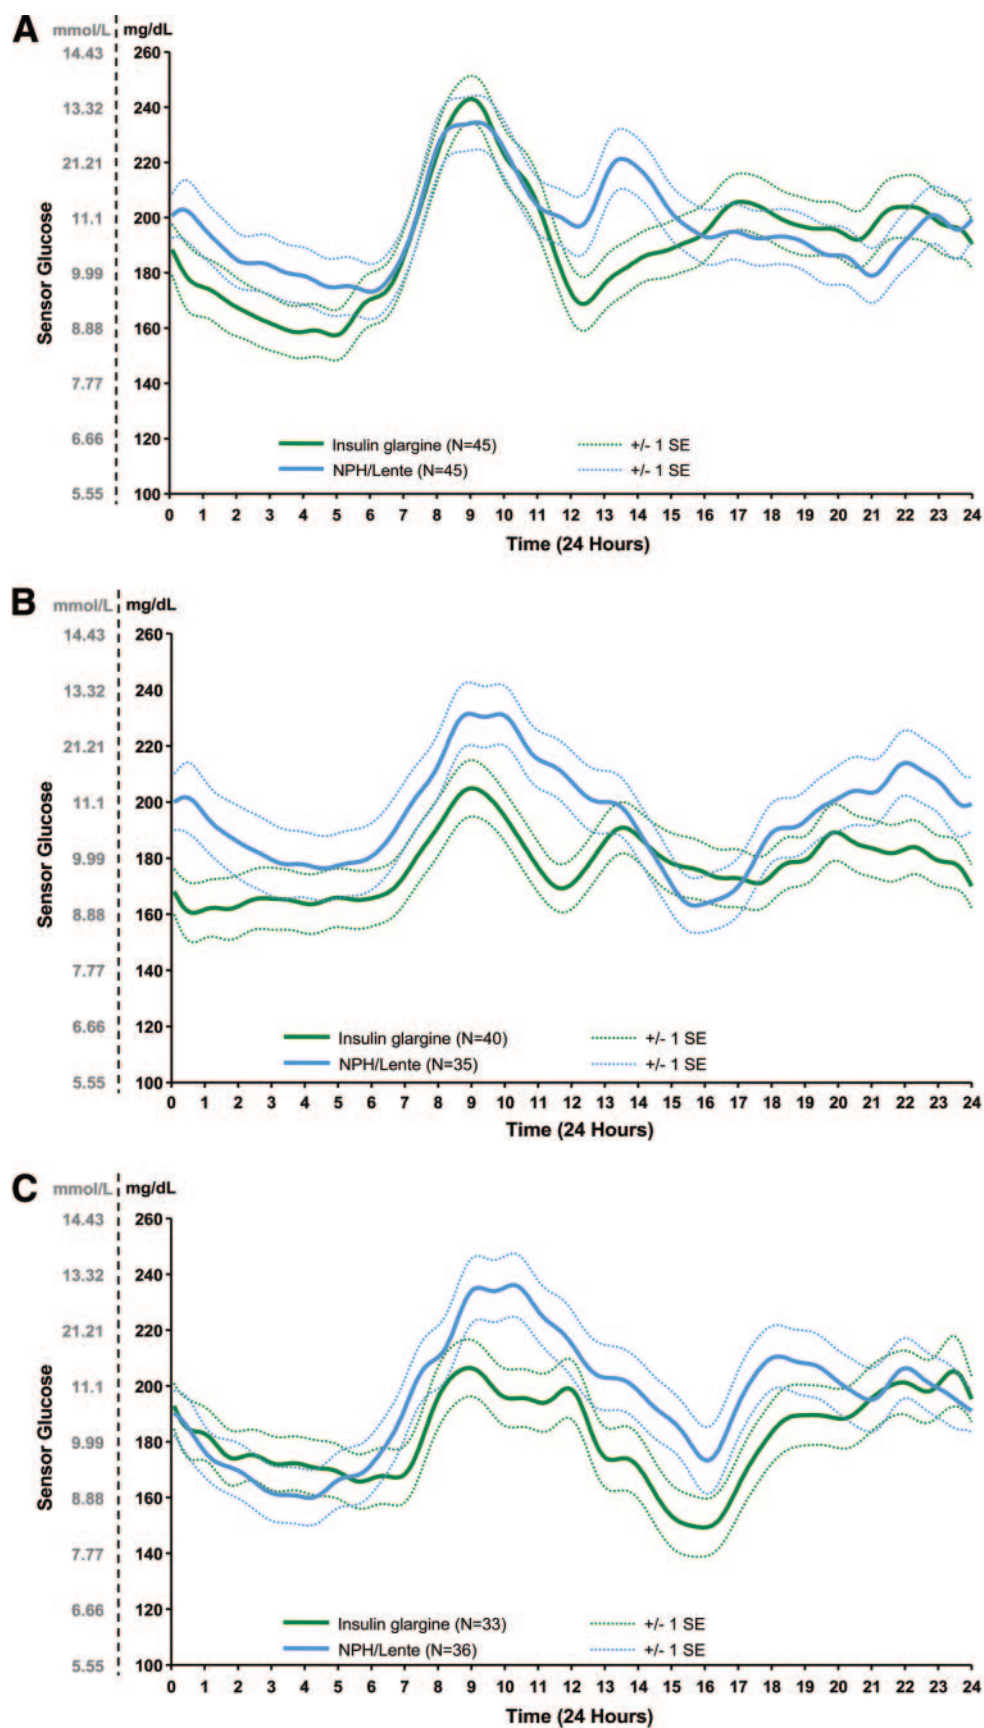 A
mmol/L mg/dL
14.43 260
13.32 240
21.21 220
11.1 200
9.99 180
8.88 160
7.77 140
6.66 120
5.55 100
Sensor Glucose
Insulin glargine (N=45) +/- 1 SE
NPH/Lente (N=45) +/- 1 SE
0 1 2 3 4 5 6 7 8 9 10 11 12 13 14 15 16 17 18 19 20 21 22 23 24
Time (24 Hours)
B
mmol/L mg/dL
14.43 260
13.32 240
21.21 220
11.1 200
9.99 180
8.88 160
7.77 140
6.66 120
5.55 100
Sensor Glucose
Insulin glargine (N=40) +/- 1 SE
NPH/Lente (N=35) +/- 1 SE
0 1 2 3 4 5 6 7 8 9 10 11 12 13 14 15 16 17 18 19 20 21 22 23 24
Time (24 Hours)
C
mmol/L mg/dL
14.43 260
13.32 240
21.21 220
11.1 200
9.99 180
8.88 160
7.77 140
6.66 120
5.55 100
Sensor Glucose
Insulin glargine (N=33) +/- 1 SE
NPH/Lente (N=36) +/- 1 SE
0 1 2 3 4 5 6 7 8 9 10 11 12 13 14 15 16 17 18 19 20 21 22 23 24
Time (24 Hours)